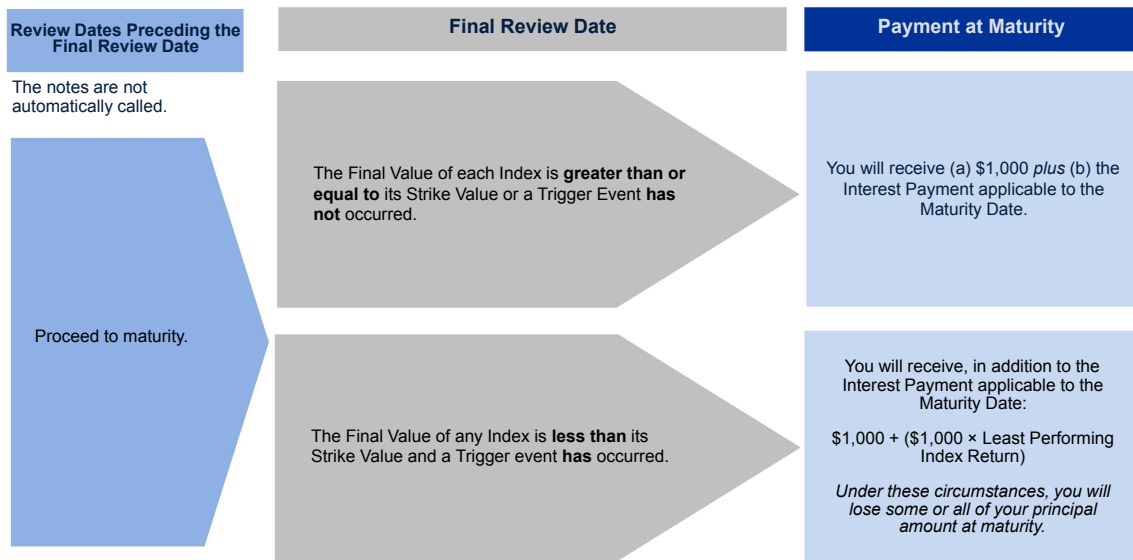 Review Dates Preceding the
Final Review Date
Final Review Date
Payment at Maturity
The notes are not
automatically called.
Proceed to maturity.
The Final Value of each Index is greater than or
equal to its Strike Value or a Trigger Event has
not occurred.
You will receive (a) $1,000 plus (b) the
Interest Payment applicable to the
Maturity Date.
The Final Value of any Index is less than its
Strike Value and a Trigger event has occurred.
You will receive, in addition to the
Interest Payment applicable to the
Maturity Date:
$1,000 + ($1,000 × Least Performing
Index Return)
Under these circumstances, you will
lose some or all of your principal
amount at maturity.